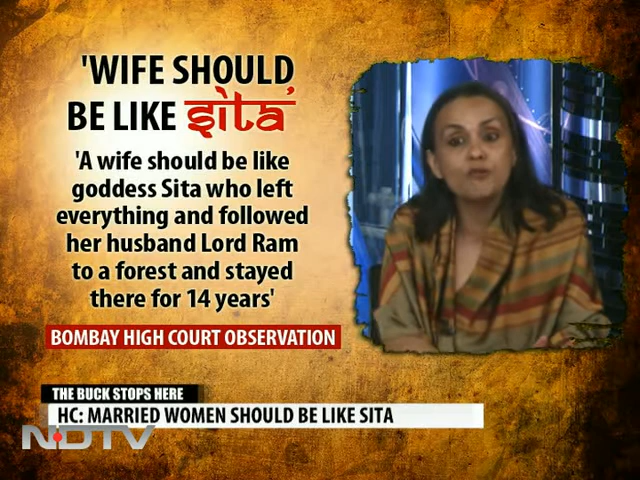 'WIFE SHOULD
BE LIKE Sita'
'A wife should be like
goddess Sita who left
everything and followed
her husband Lord Ram
to a forest and stayed
there for 14 years'
BOMBAY HIGH COURT OBSERVATION
THE BUCK STOPS HERE
HC: MARRIED WOMEN SHOULD BE LIKE SITA
NDTV